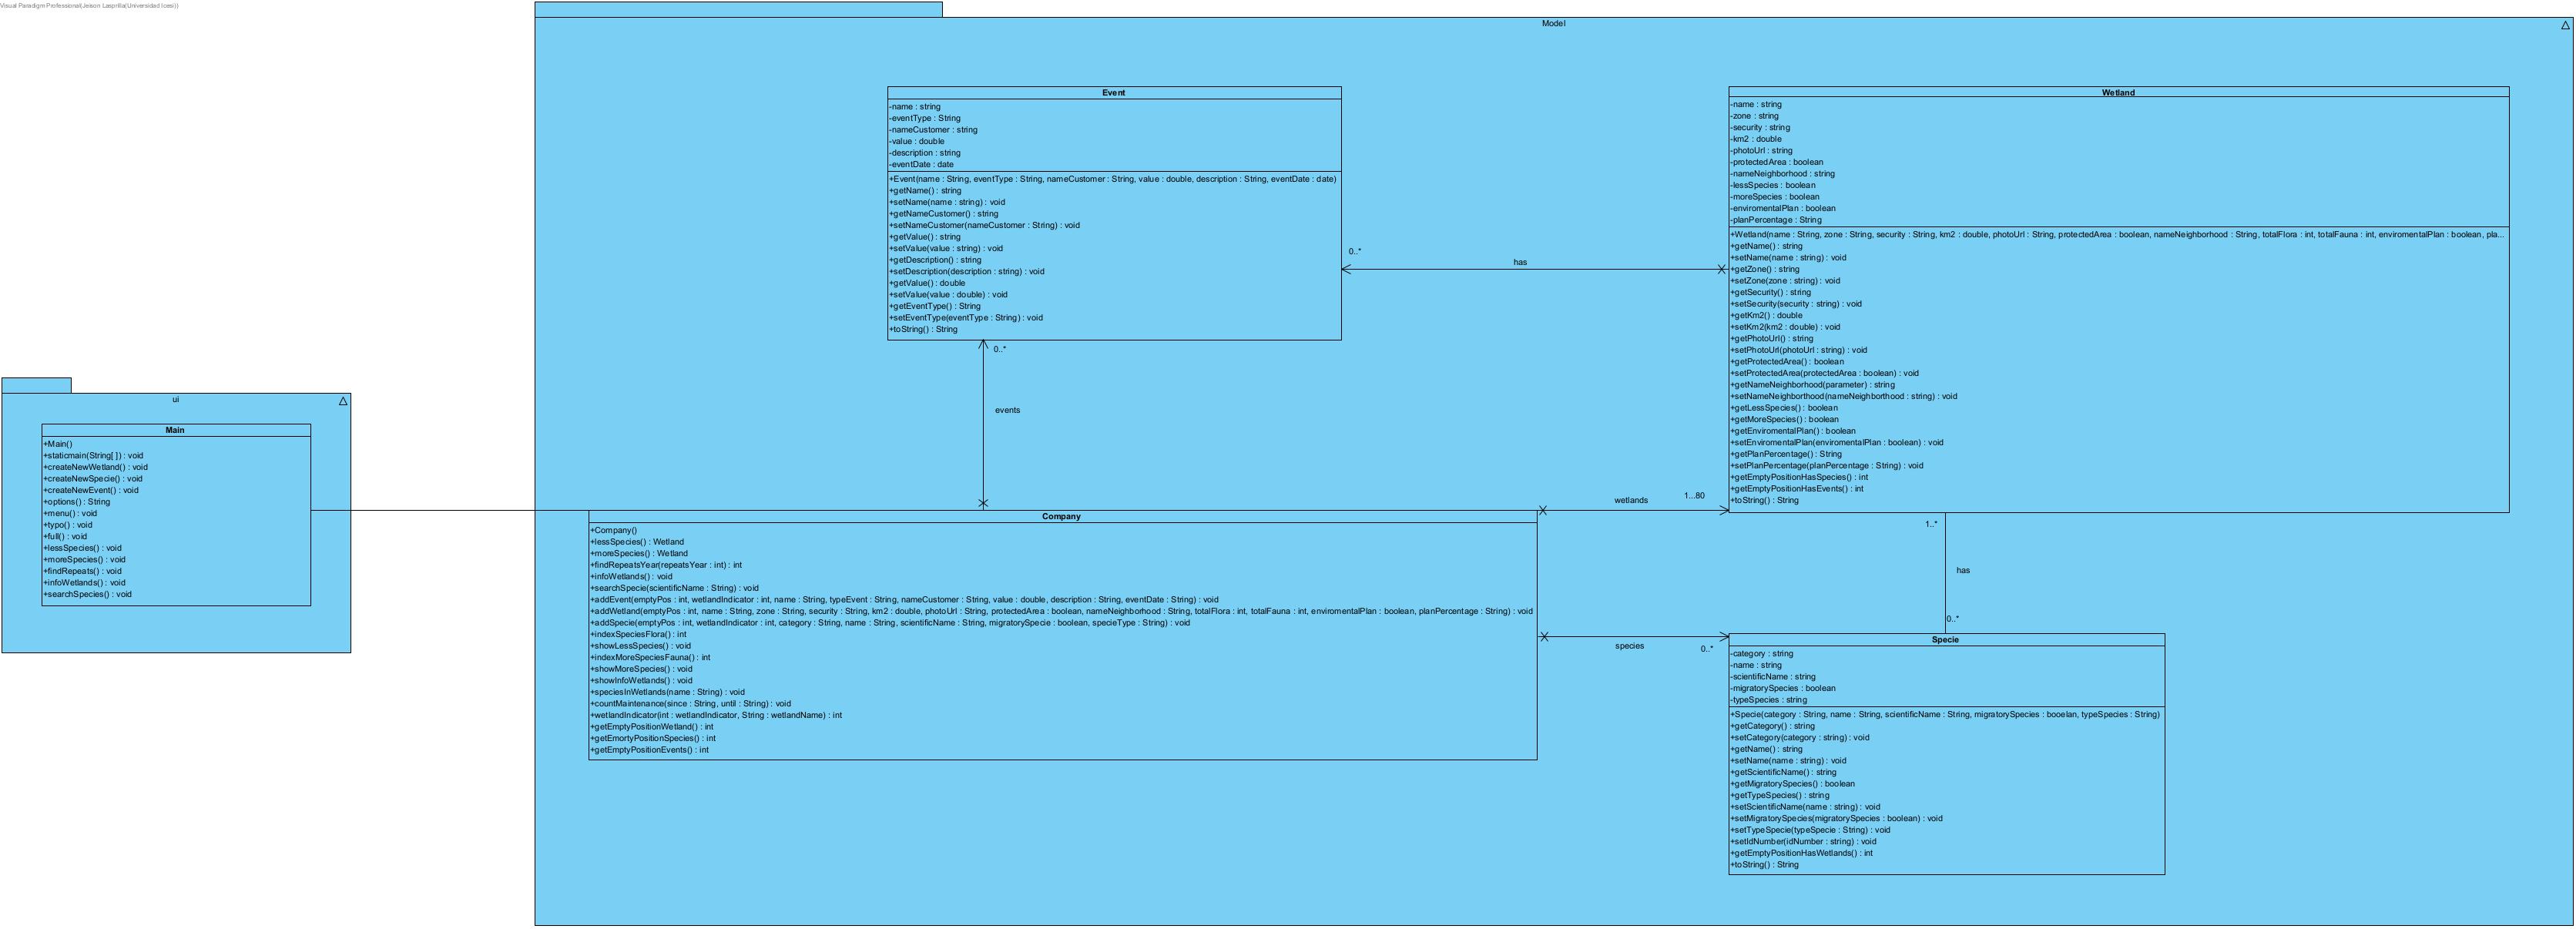 Visual Paradigm Professional(Jeison Lasprilla(Universidad Icesi))
Model
Event
-name : string
-eventType : String
-nameCustomer : string
-value : double
-description : string
-eventDate : date
+Event(name : String, eventType : String, nameCustomer : String, value : double, description : String, eventDate : date)
+getName() : string
+setName(name : string) : void
+getNameCustomer() : string
+setNameCustomer(nameCustomer : String) : void
+getValue() : string
+setValue(value : string) : void
+getDescription() : string
+setDescription(description : string) : void
+getValue() : double
+setValue(value : double) : void
+getEventType() : String
+setEventType(eventType : String) : void
+toString() : String
Wetland
-name : string
-zone : string
-security : string
-km2 : double
-photoUrl : string
-protectedArea : boolean
-nameNeighborhood : string
-lessSpecies : boolean
-moreSpecies : boolean
-enviromentalPlan : boolean
-planPercentage : String
+Wetland(name : String, zone : String, security : String, km2 : double, photoUrl : String, protectedArea : boolean, nameNeighborhood : String, totalFlora : int, totalFauna : int, enviromentalPlan : boolean, pla...
+getName() : string
+setName(name : string) : void
+getZone() : string
+setZone(zone : string) : void
+getSecurity() : string
+setSecurity(security : string) : void
+getKm2() : double
+setKm2(km2 : double) : void
+getPhotoUrl() : string
+setPhotoUrl(photoUrl : string) : void
+getProtectedArea() : boolean
+setProtectedArea(protectedArea : boolean) : void
+getNameNeighborhood(parameter) : string
+setNameNeighborthood(nameNeighborthood : string) : void
+getLessSpecies() : boolean
+getMoreSpecies() : boolean
+getEnviromentalPlan() : boolean
+setEnviromentalPlan(enviromentalPlan : boolean) : void
+getPlanPercentage() : String
+setPlanPercentage(planPercentage : String) : void
+getEmptyPositionHasSpecies() : int
+getEmptyPositionHasEvents() : int
+toString() : String
0..*
has
0..*
events
ui
Main
+Main()
+staticmain(String[ ]) : void
+createNewWetland() : void
+createNewSpecie() : void
+createNewEvent() : void
+options() : String
+menu() : void
+typo() : void
+full() : void
+lessSpecies() : void
+moreSpecies() : void
+findRepeats() : void
+infoWetlands() : void
+searchSpecies() : void
wetlands
1...80
Company
+Company()
+lessSpecies() : Wetland
+moreSpecies() : Wetland
+findRepeatsYear(repeatsYear : int) : int
+infoWetlands() : void
+searchSpecie(scientificName : String) : void
+addEvent(emptyPos : int, wetlandIndicator : int, name : String, typeEvent : String, nameCustomer : String, value : double, description : String, eventDate : String) : void
+addWetland(emptyPos : int, name : String, zone : String, security : String, km2 : double, photoUrl : String, protectedArea : boolean, nameNeighborhood : String, totalFlora : int, totalFauna : int, enviromentalPlan : boolean, planPercentage : String) : void
+addSpecie(emptyPos : int, wetlandIndicator : int, category : String, name : String, scientificName : String, migratorySpecie : boolean, specieType : String) : void
+indexSpeciesFlora() : int
+showLessSpecies() : void
+indexMoreSpeciesFauna() : int
+showMoreSpecies() : void
+showInfoWetlands() : void
+speciesInWetlands(name : String) : void
+countMaintenance(since : String, until : String) : void
+wetlandIndicator(int : wetlandIndicator, String : wetlandName) : int
+getEmptyPositionWetland() : int
+getEmortyPositionSpecies() : int
+getEmptyPositionEvents() : int
1..*
has
0..*
species
0..*
Specie
-category : string
-name : string
-scientificName : string
-migratorySpecies : boolean
-typeSpecies : string
+Specie(category : String, name : String, scientificName : String, migratorySpecies : booelan, typeSpecies : String)
+getCategory() : string
+setCategory(category : string) : void
+getName() : string
+setName(name : string) : void
+getScientificName() : string
+getMigratorySpecies() : boolean
+getTypeSpecies() : string
+setScientificName(name : string) : void
+setMigratorySpecies(migratorySpecies : boolean) : void
+setTypeSpecie(typeSpecie : String) : void
+setIdNumber(idNumber : string) : void
+getEmptyPositionHasWetlands() : int
+toString() : String